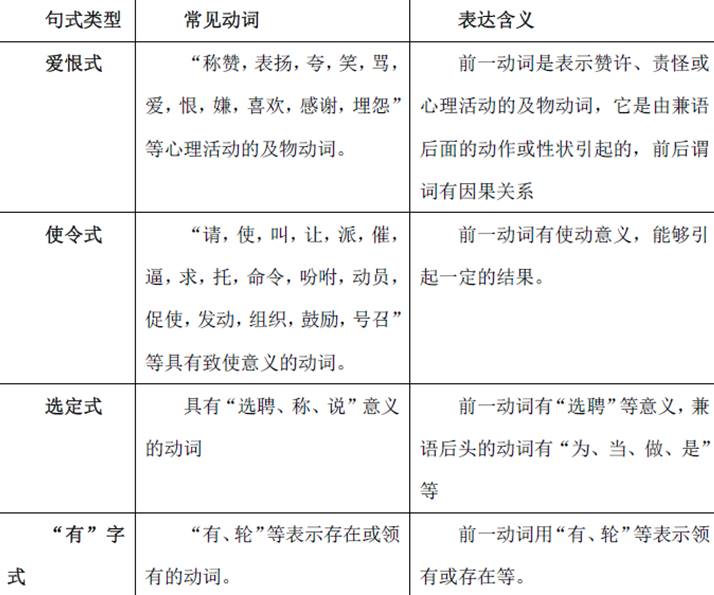 句式类型 常见动词 表达含义
爱恨式
“称赞，表扬，夸，笑，骂，
爱，恨，嫌，喜欢，感谢，埋怨”
等心理活动的及物动词。
前一动词是表示赞许、责怪或
心理活动的及物动词，它是由兼语
后面的动作或性状引起的，前后谓
词有因果关系
使令式
“请，使，叫，让，派，催，
逼，求，托，命令，吩咐，动员，
促使，发动，组织，鼓励，号召”
等具有致使意义的动词。
前一动词有使动意义，能够引
起一定的结果。
选定式
具有“选聘、称、说”意义
的动词
前一动词有“选聘”等意义，兼
语后头的动词有“为、当、做、是”
等
“有”字
式
“有、轮”等表示存在或领
有的动词。
前一动词用“有、轮”等表示领
有或存在等。